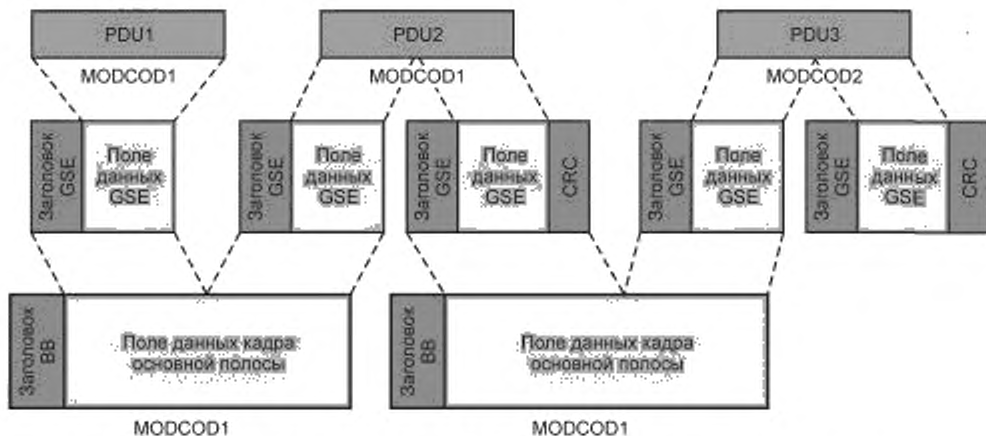 PDU1
PDU2
PDU3
MODCOD1
MODCOD1
MODCOD2
Заголовок
GSE
Поле
данных
GSE
Заголовок
GSE
Поле
данных
GSE
Заголовок
GSE
Поле
данных
GSE
CRC
Заголовок
GSE
Поле
данных
GSE
Заголовок
GSE
Поле
данных
GSE
CRC
Заголовок
BB
Поле данных кадра
основной полосы
Заголовок
BB
Поле данных кадра
основной полосы
MODCOD1
MODCOD1